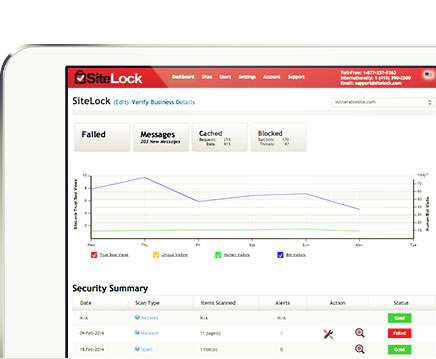 SiteLock
Dashboard Sites Users Settings Account Support
Toll-Free: 1-877-257-9263
Internationally: 1 (415) 390-2500
Email: support@sitelock.com
SiteLock (Edit) Verify Business Details
vulnerablesite.com
Failed
Messages
203 New Messages
Cached
Requests:
Data:
Blocked
Bad bots: 170
Threats: 67
SiteLock Trust Seal Views
Human/Bot Visits
Wed Thu Fri Sat Sun Mon Tue
Trust Seal Views Unique Visitors Human Visitors Bot Visitors
Security Summary
Date Scan Type Items Scanned Alerts Action Status
N/A Network N/A N/A Good
09-Feb-2014 Malware 11 page(s) Failed
18-Feb-2014 Spam 1 host(s) 0 Good